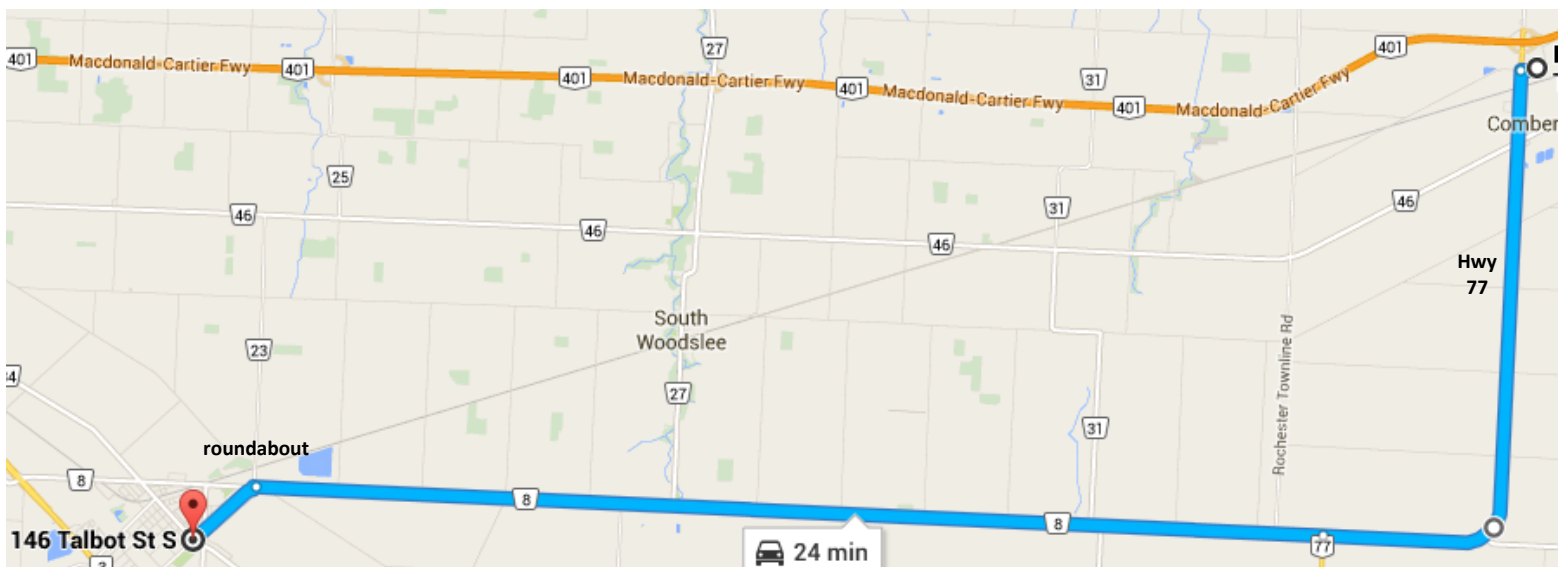 401
Macdonald-Cartier Fwy
401
401
27
Macdonald-Cartier Fwy
401
Macdonald-Cartier Fwy
31
401
Macdonald-Cartier Fwy
401
Comber
25
46
46
31
46
46
Hwy
77
South
Woodslee
23
27
Rochester Townline Rd
31
roundabout
8
8
8
77
146 Talbot St S
3
24 min